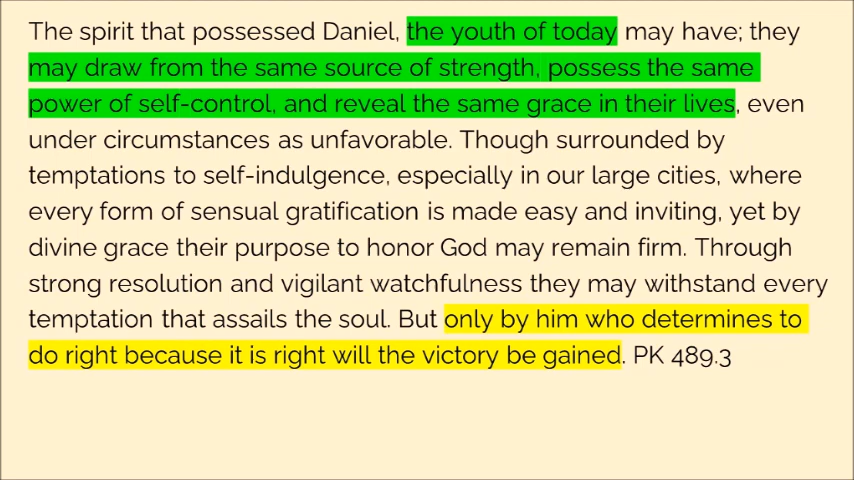 The spirit that possessed Daniel, the youth of today may have; they
may draw from the same source of strength, possess the same
power of self-control, and reveal the same grace in their lives, even
under circumstances as unfavorable. Though surrounded by
temptations to self-indulgence, especially in our large cities, where
every form of sensual gratification is made easy and inviting, yet by
divine grace their purpose to honor God may remain firm. Through
strong resolution and vigilant watchfulness they may withstand every
temptation that assails the soul. But only by him who determines to
do right because it is right will the victory be gained. PK 489.3